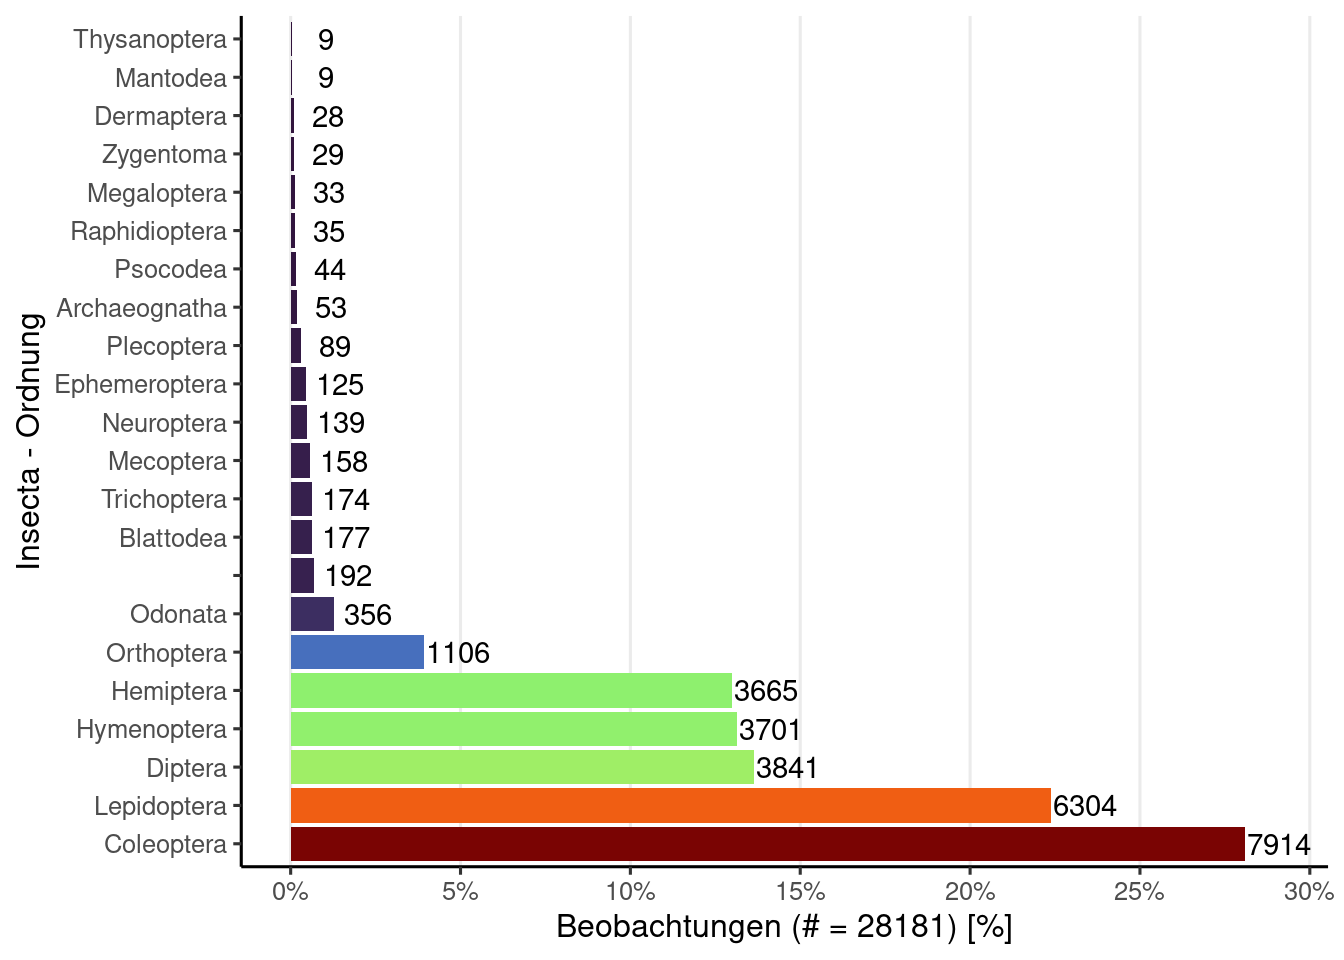 Insecta - Ordnung
Thysanoptera 9
Mantodea 9
Dermaptera 28
Zygentoma 29
Megaloptera 33
Raphidioptera 35
Psocodea 44
Archaeognatha 53
Plecoptera 89
Ephemeroptera 125
Neuroptera 139
Mecoptera 158
Trichoptera 174
Blattodea 177
192
Odonata 356
Orthoptera 1106
Hemiptera 3665
Hymenoptera 3701
Diptera 3841
Lepidoptera 6304
Coleoptera 7914
0% 5% 10% 15% 20% 25% 30%
Beobachtungen (# = 28181) [%]